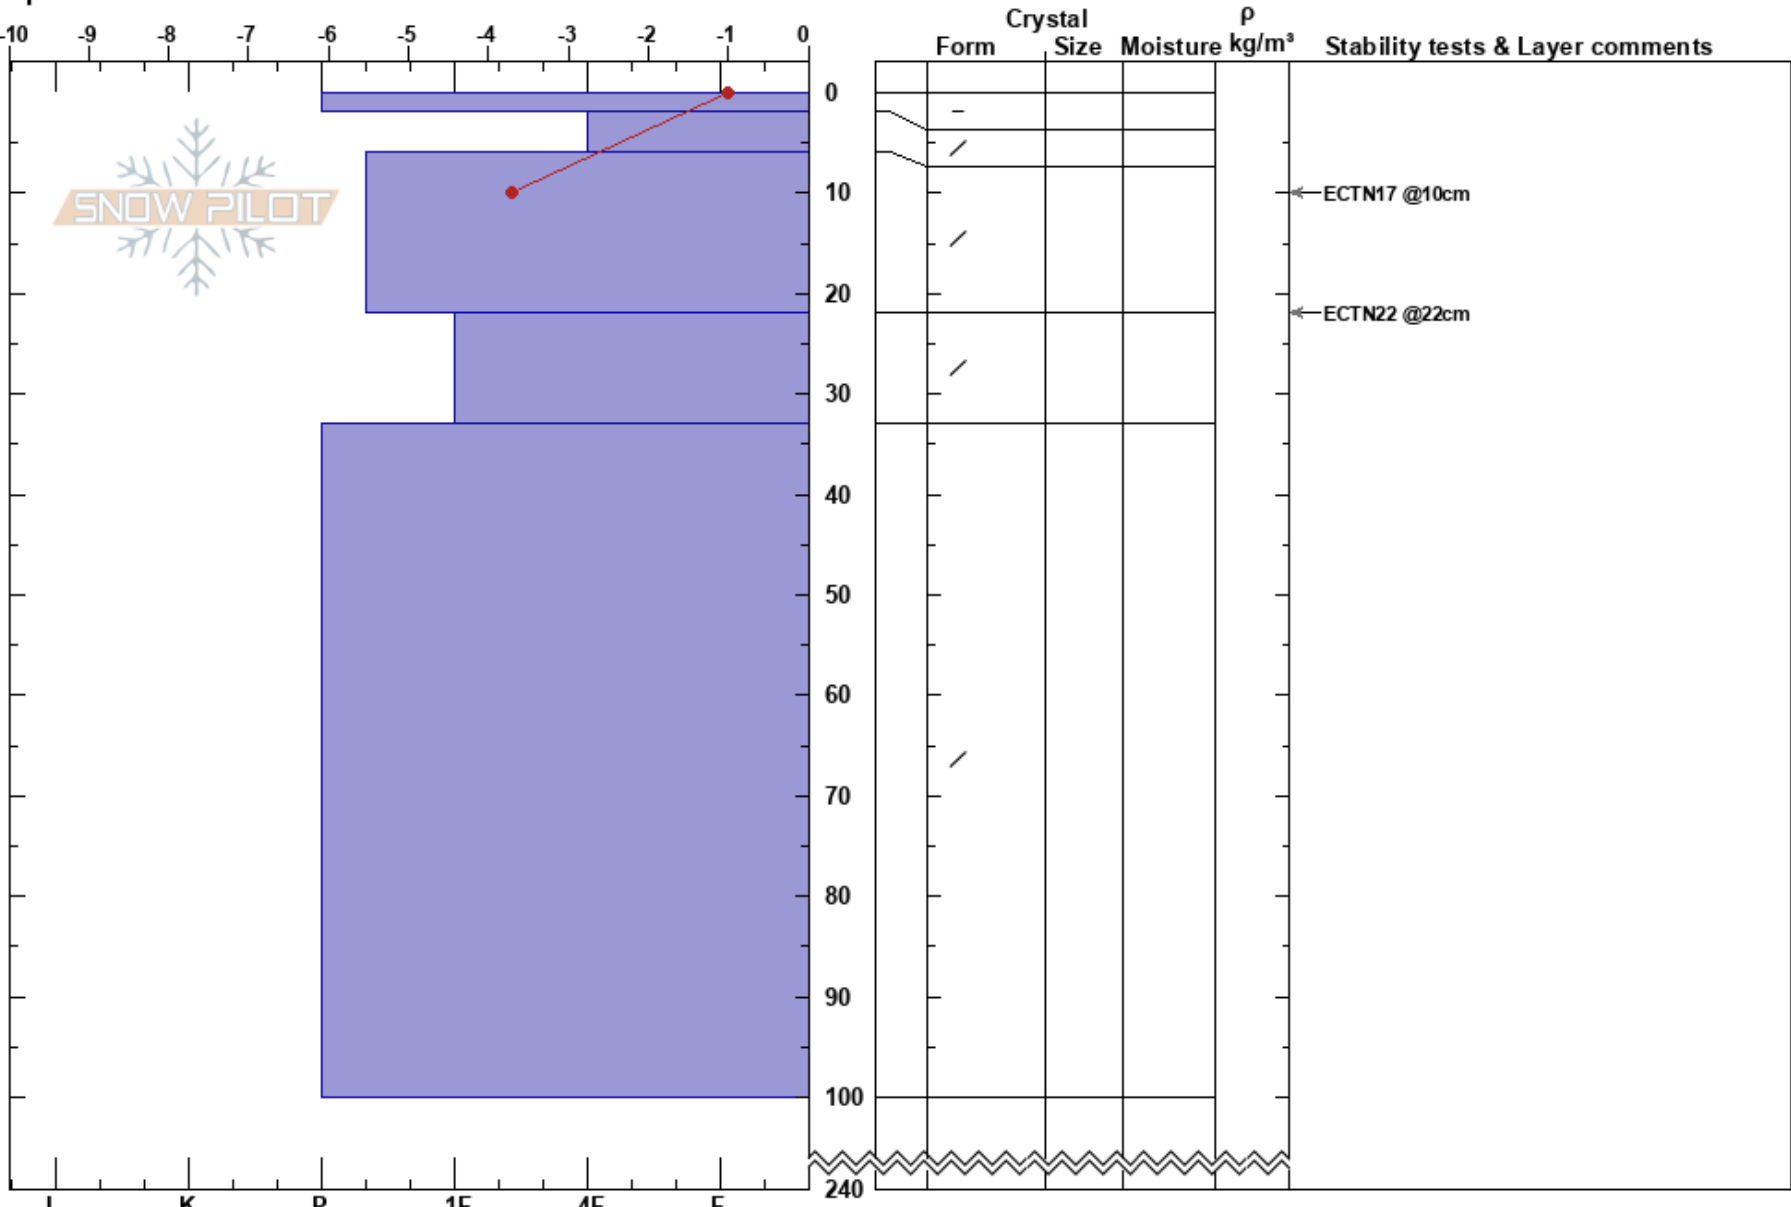 -10 -9 -8 -7 -6 -5 -4 -3 -2 -1 0
Crystal
Form Size Moisture
ρ
kg/m³
Stability tests & Layer comments
0
SNOW PILOT
10
ECTN17 @10cm
20
ECTN22 @22cm
30
40
50
60
70
80
90
100
240
I K P 1F 4F F